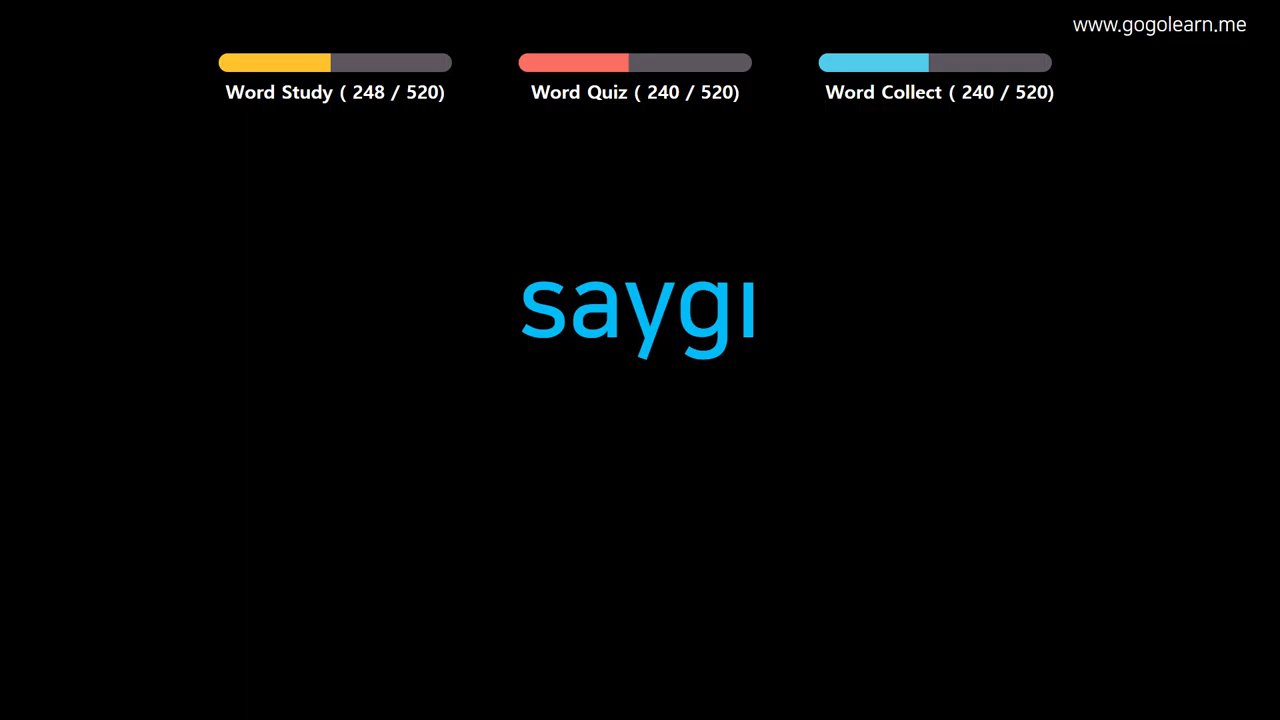 www.gogolearn.me
Word Study ( 248 / 520)
Word Quiz ( 240 / 520)
Word Collect ( 240 / 520)
saygı